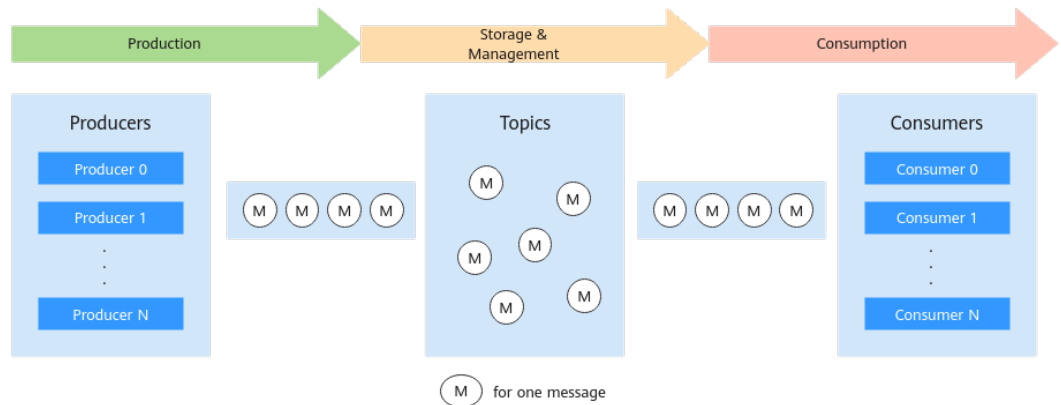 Production
Storage &
Management
Consumption
Producers
Producer 0
Producer 1
Producer N
M M M M
Topics
M
M
M
M
M
M
M M M M
Consumers
Consumer 0
Consumer 1
Consumer N
M for one message